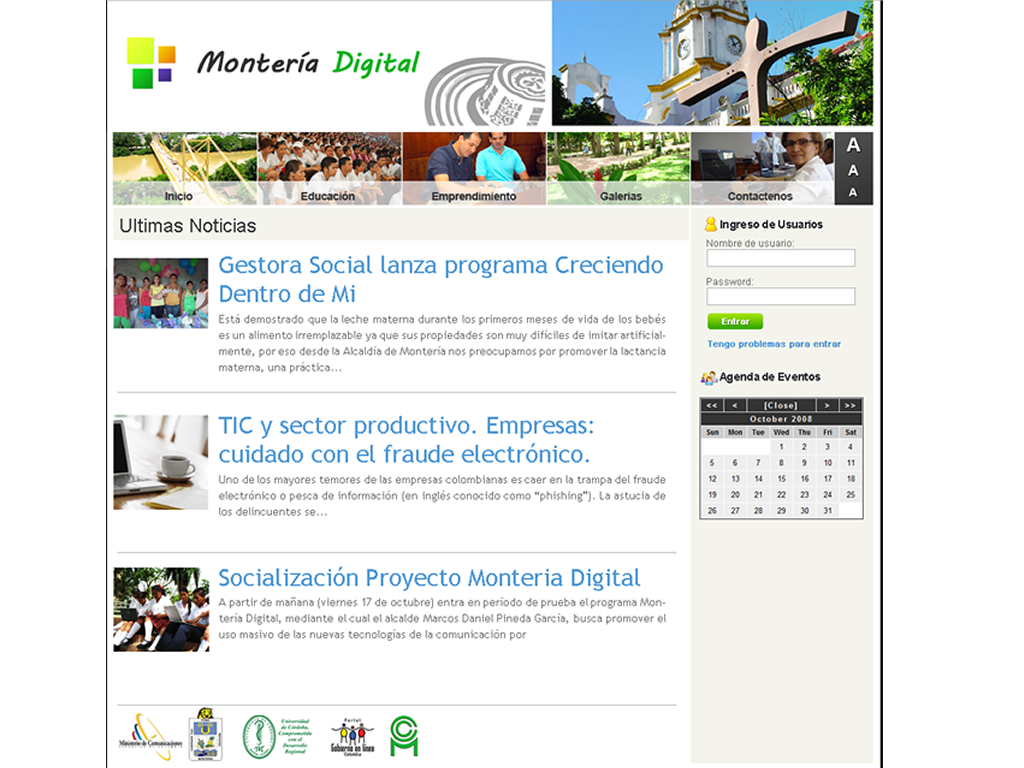 Montería Digital
Inicio
Educación
Emprendimiento
Galerías
Contactenos
A
A
A
Ultimas Noticias
Gestora Social lanza programa Creciendo
Dentro de Mi
Está demostrado que la leche materna durante los primeros meses de vida de los bebés
es un alimento irremplazable ya que sus propiedades son muy difíciles de imitar artificial-
mente, por eso desde la Alcaldía de Montería nos preocupamos por promover la lactancia
materna, una práctica...
TIC y sector productivo. Empresas:
cuidado con el fraude electrónico.
Uno de los mayores temores de las empresas colombianas es caer en la trampa del fraude
electrónico o pesca de información (en inglés conocido como “phishing”). La astucia de
los delincuentes se...
Socialización Proyecto Monteria Digital
A partir de mañana (viernes 17 de octubre) entra en período de prueba el programa Mon-
tería Digital, mediante el cual el alcalde Marcos Daniel Pineda García, busca promover el
uso masivo de las nuevas tecnologías de la comunicación por
Ingreso de Usuarios
Nombre de usuario:
Password:
Entrar
Tengo problemas para entrar
Agenda de Eventos
<< < [Close] > >>
October 2008
Sun Mon Tue Wed Thu Fri Sat
1 2 3 4
5 6 7 8 9 10 11
12 13 14 15 16 17 18
19 20 21 22 23 24 25
26 27 28 29 30 31
Ministerio de Comunicaciones
Universidad
de Córdoba,
Comprometida
con el
Desarrollo
Regional
Portal
Gobierno en línea
Colombia